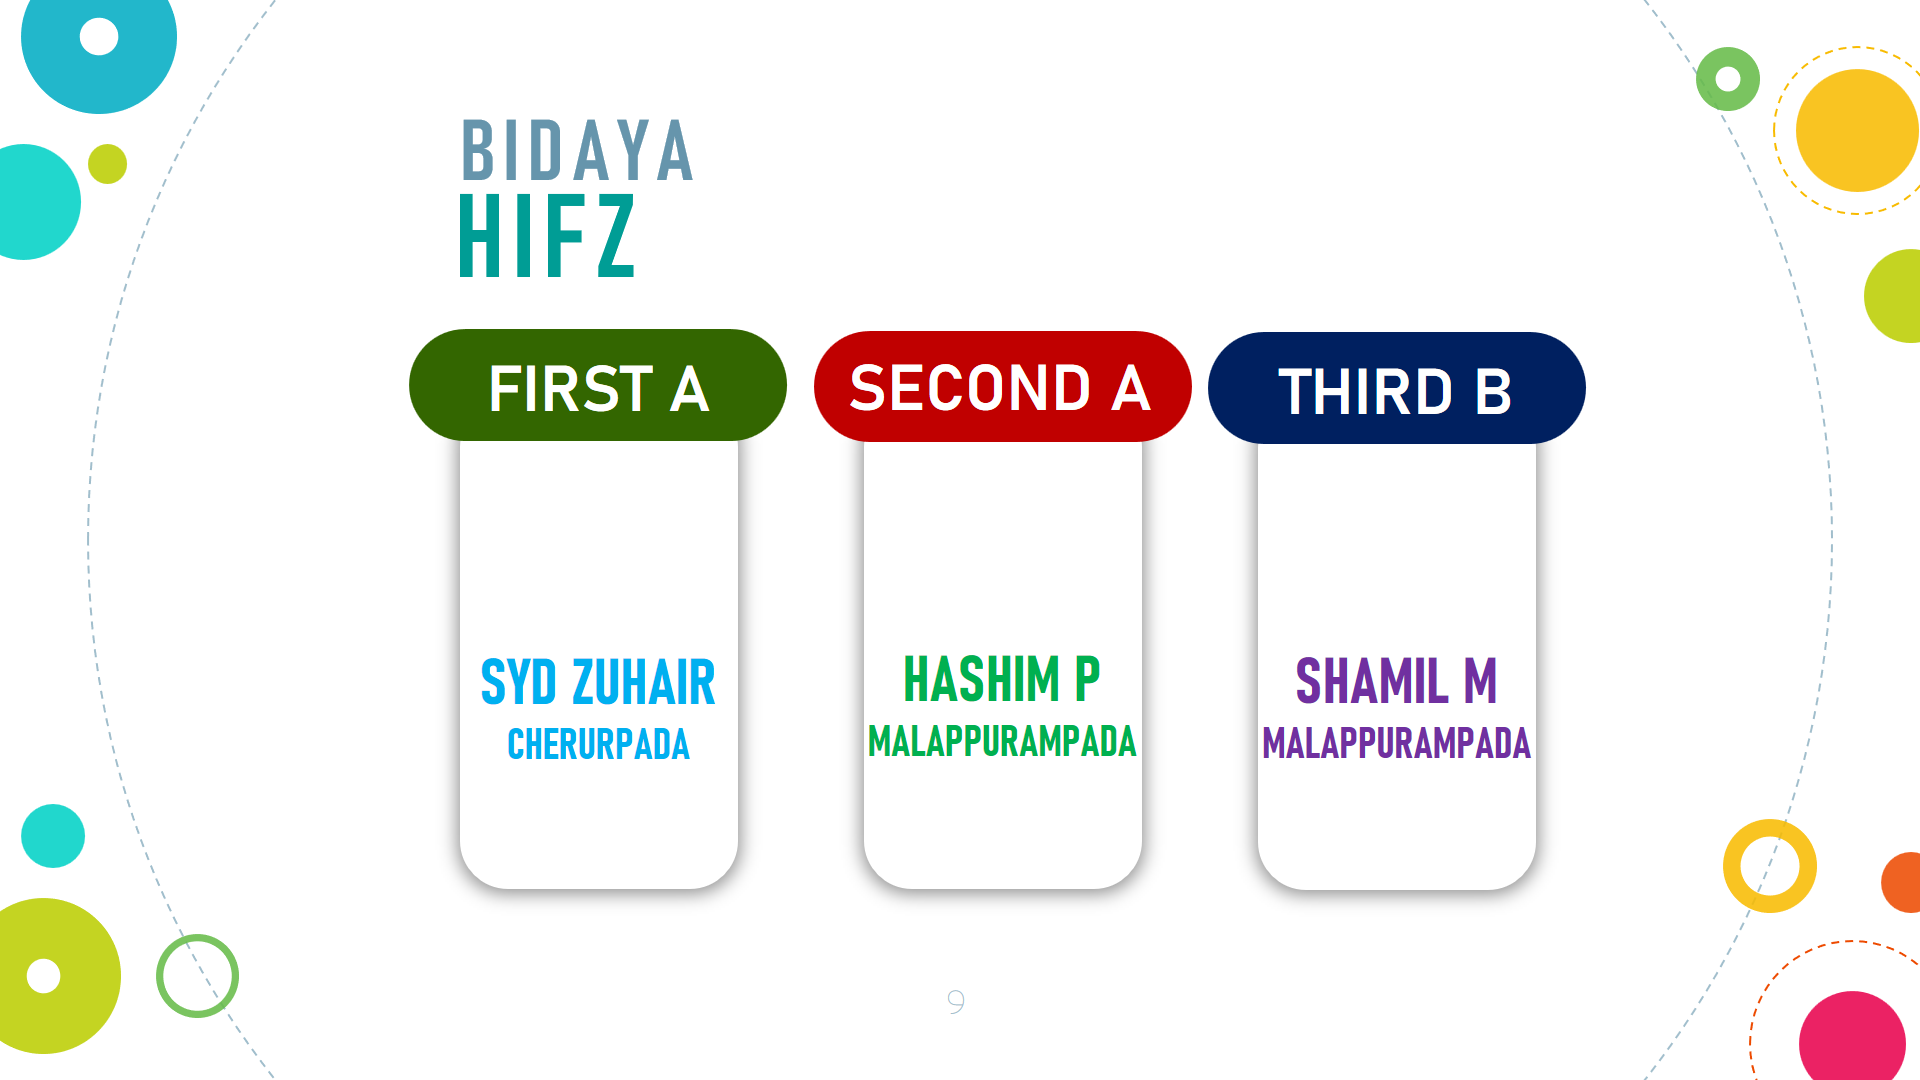 BIDAYA
HIFZ
FIRST A
SYD ZUHAIR
CHERURPADA
SECOND A
HASHIM P
MALAPPURAMPADA
THIRD B
SHAMIL M
MALAPPURAMPADA
9